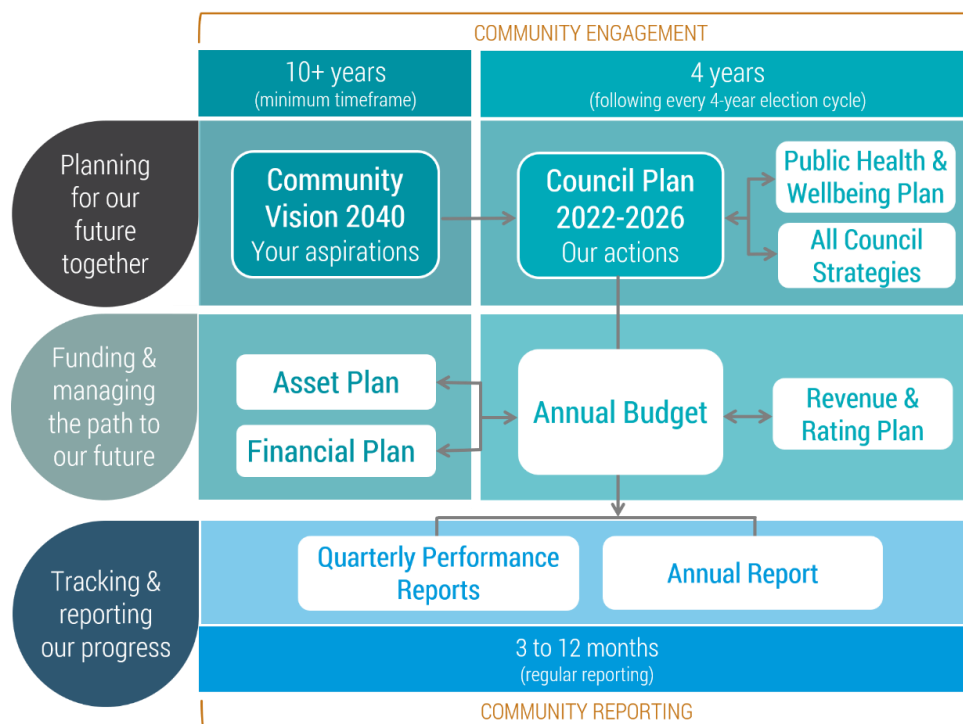 COMMUNITY ENGAGEMENT
10+ years
(minimum timeframe)
4 years
(following every 4-year election cycle)
Planning
for our
future
together
Community
Vision 2040
Your aspirations
Council Plan
2022-2026
Our actions
Public Health &
Wellbeing Plan
All Council
Strategies
Funding &
managing
the path to
our future
Asset Plan
Financial Plan
Annual Budget
Revenue &
Rating Plan
Tracking &
reporting
our progress
Quarterly Performance
Reports
Annual Report
3 to 12 months
(regular reporting)
COMMUNITY REPORTING